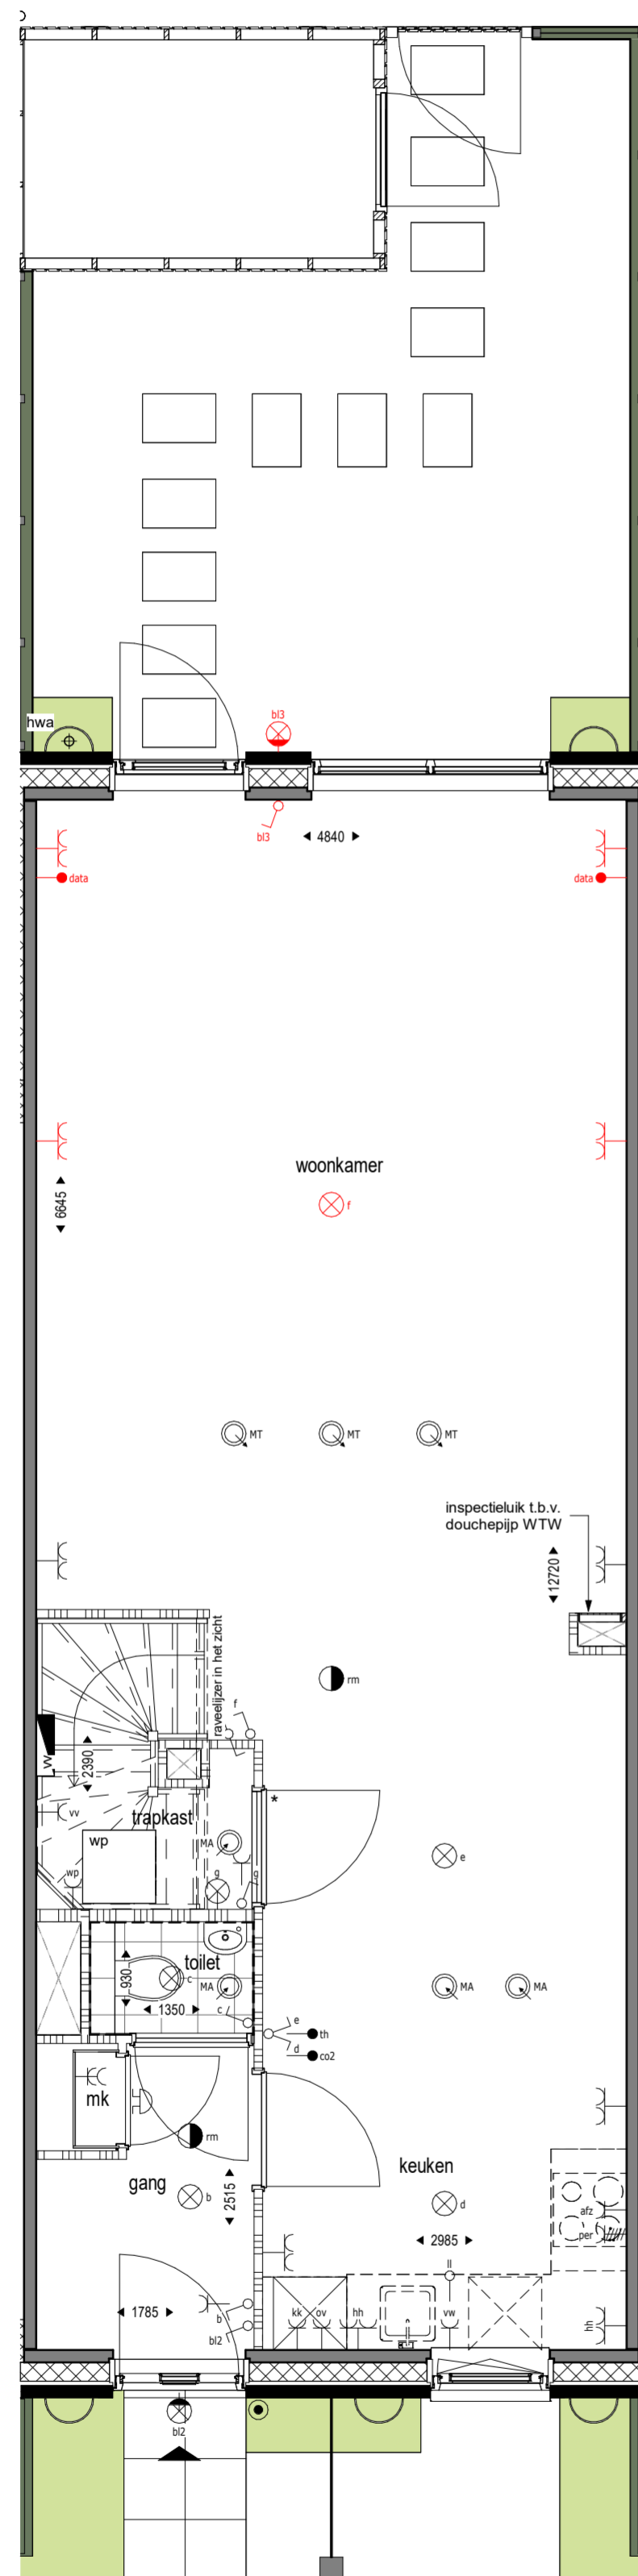 hwa
bl3
bl3
4840
data
data
woonkamer
6645
f
MT
MT
MT
inspectieluik t.b.v.
douchepijp WTW
12720
raveelijzer in het zicht
rm
f
vv
2390
*
vv
trapkast
wp
MA
e
wp
g
g
toilet
930
c
MA
MA
MA
1350
c
e
th
d
co2
mk
rm
gang
keuken
b
2515
d
afz
per
2985
ll
1785
b
kk
ov
hh
vw
hh
bl2
bl2